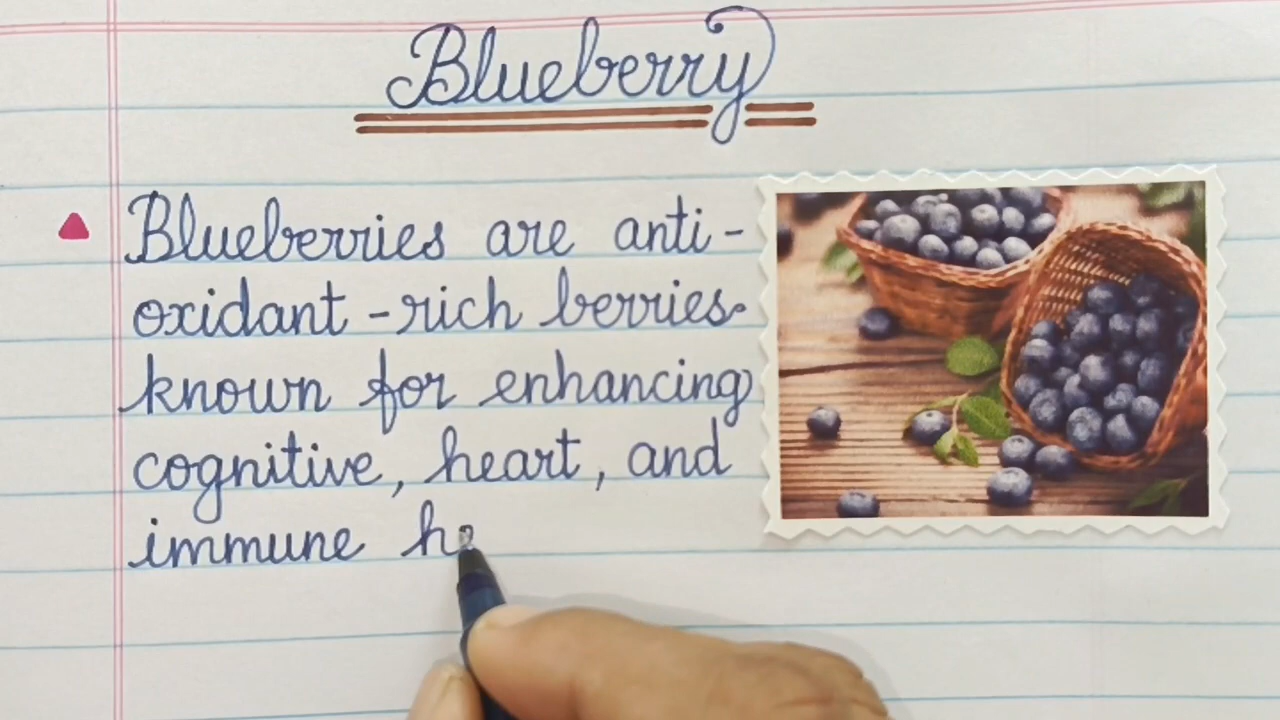 Blueberry
Blueberries are anti-
oxidant-rich berries
known for enhancing
cognitive, heart, and
immune h